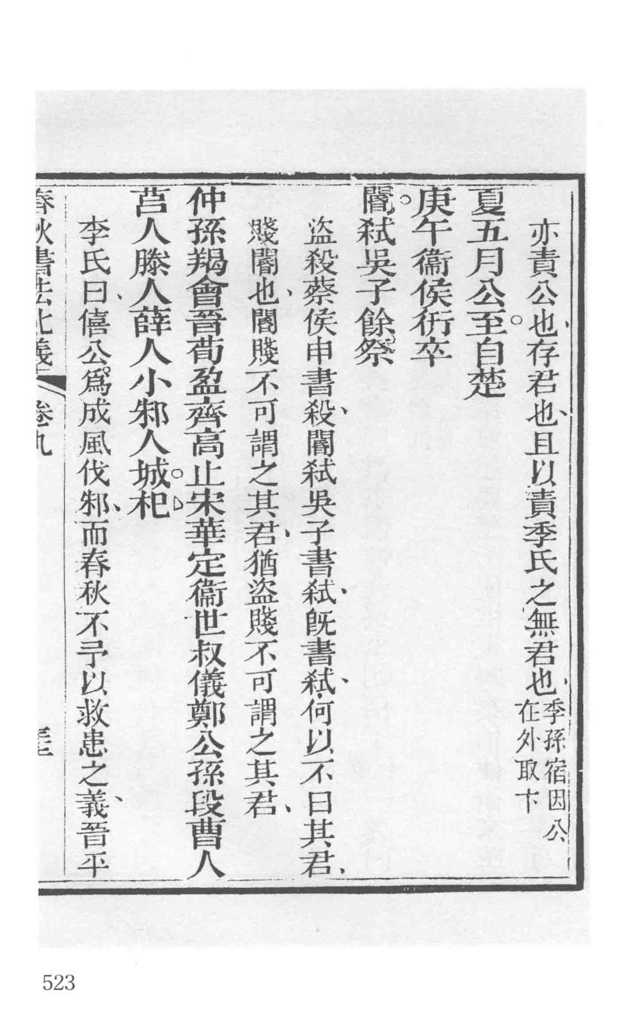 亦責公也存君也且以責季氏之無君也季孫宿因公在外取卞
夏五月公至自楚
庚午衞侯衎卒
閽弑吳子餘祭
盜殺蔡侯申書殺閽弑吳子書弑旣書弑何以不曰其君
賤閽也閽賤不可謂之其君猶盜賤不可謂之其君
仲孫羯會晉荀盈齊高止宋華定衞世叔儀鄭公孫段曹人
莒人滕人薛人小邾人城杞
李氏曰僖公爲成風伐邾而春秋不予以救患之義晉平
春秋書法比義 卷九
523